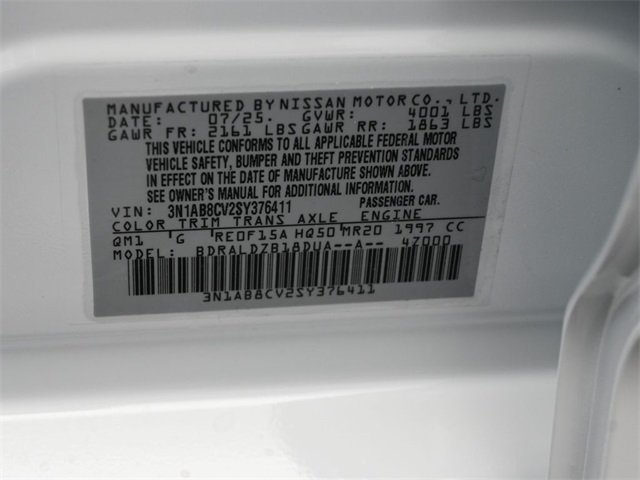 MANUFACTURED BY NISSAN MOTOR CO., LTD.
DATE: 07/25. GVWR: 4001 LBS
GAWR FR: 2161 LBS GAWR RR: 1863 LBS
THIS VEHICLE CONFORMS TO ALL APPLICABLE FEDERAL MOTOR
VEHICLE SAFETY, BUMPER AND THEFT PREVENTION STANDARDS
IN EFFECT ON THE DATE OF MANUFACTURE SHOWN ABOVE.
SEE OWNER'S MANUAL FOR ADDITIONAL INFORMATION.
VIN: 3N1AB8CV2SY376411 PASSENGER CAR.
COLOR TRIM TRANS AXLE ENGINE
QM1 G RE0F15A HQ50 MR20 1997 CC
MODEL: BDRALDZB18DUA--A-- 4Z000
3N1AB8CV2SY376411